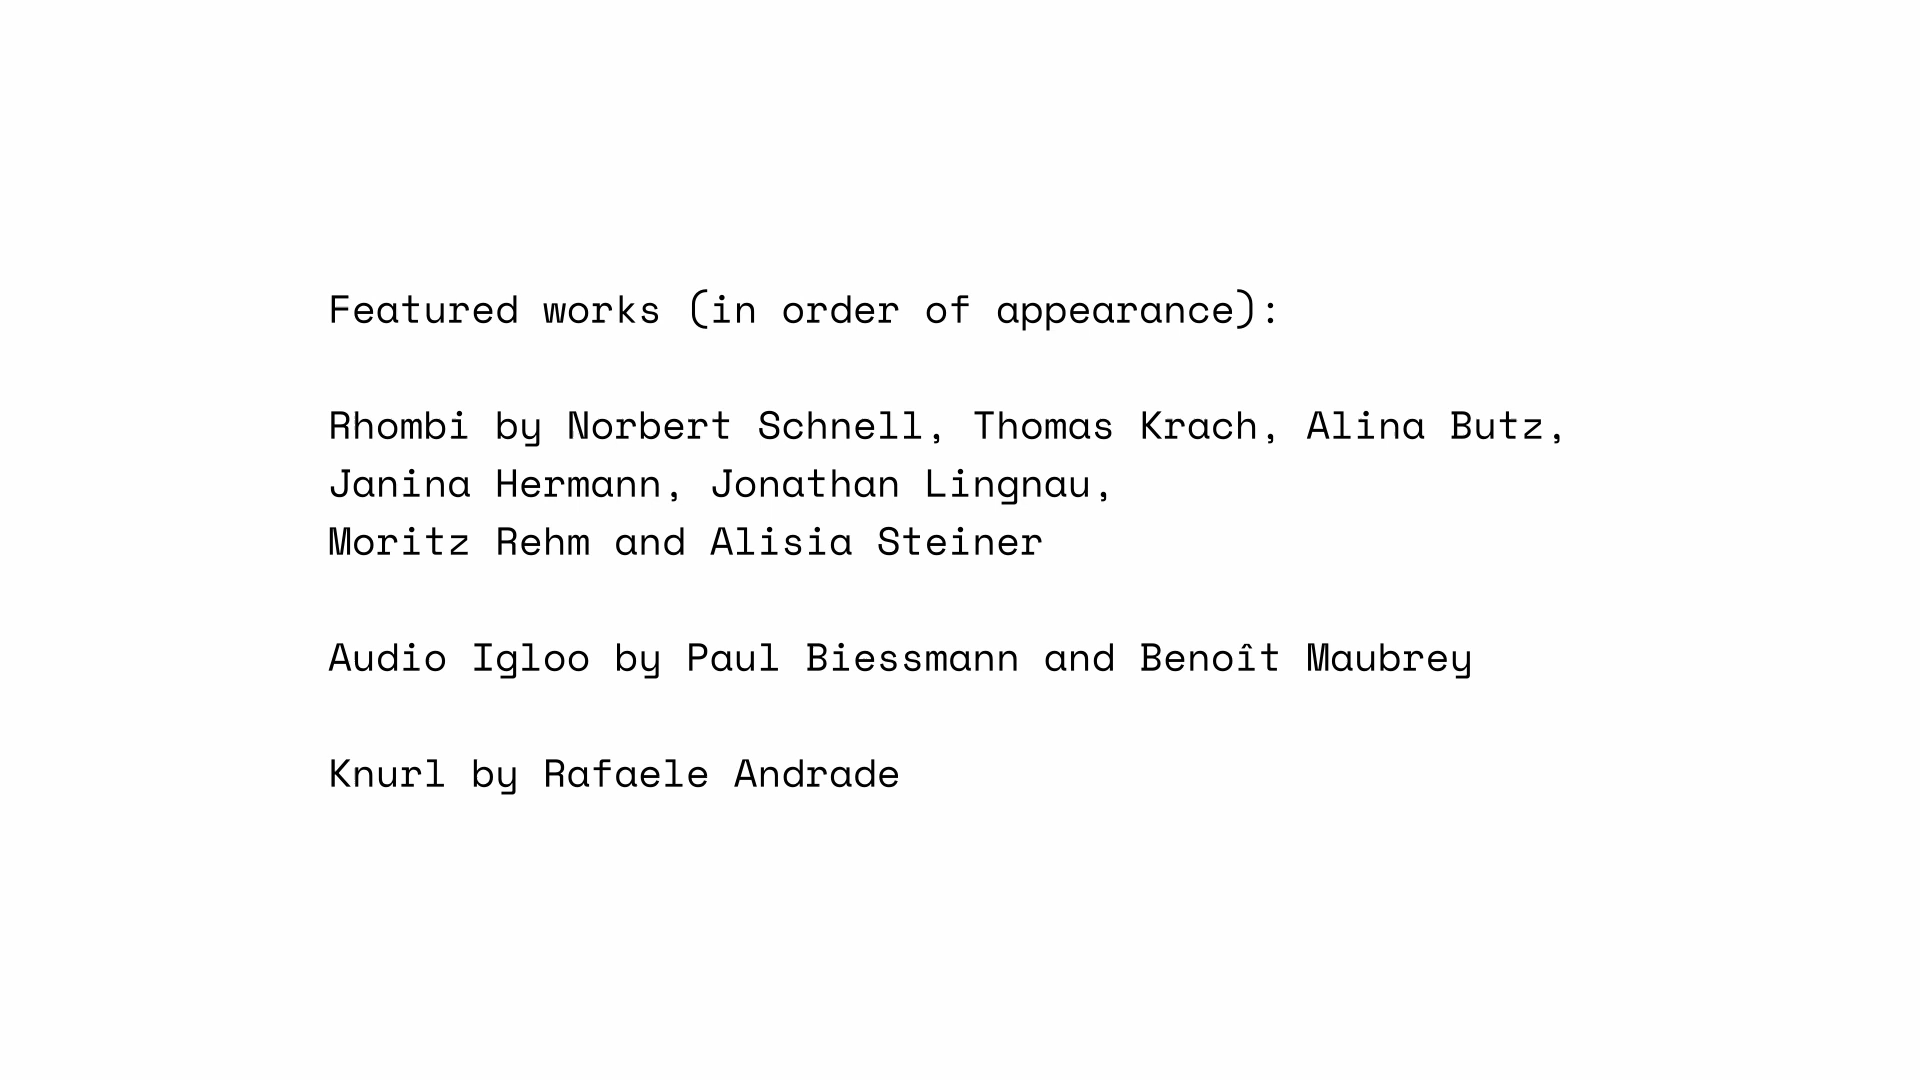 Featured works (in order of appearance):
Rhombi by Norbert Schnell, Thomas Krach, Alina Butz,
Janina Hermann, Jonathan Lingnau,
Moritz Rehm and Alisia Steiner
Audio Igloo by Paul Biessmann and Benoît Maubrey
Knurl by Rafaele Andrade